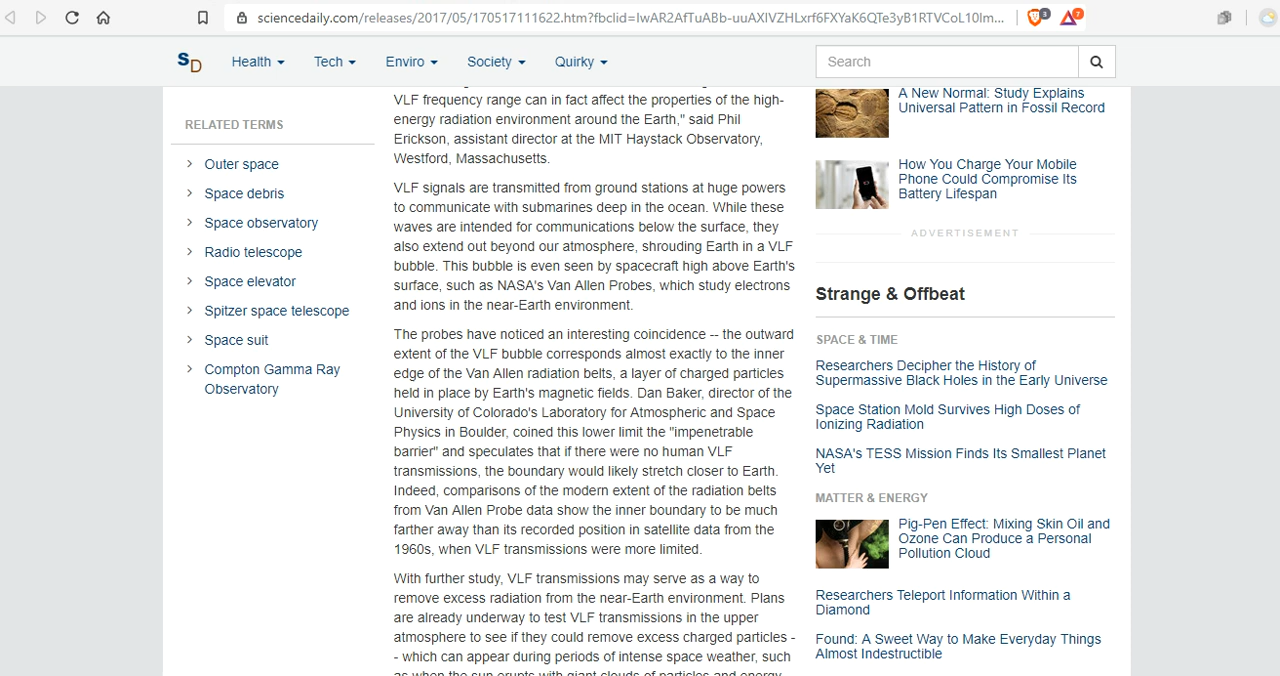 sciencedaily.com/releases/2017/05/170517111622.htm?fbclid=IwAR2AfTuABb-uuAXIVZHLxrf6FXYaK6QTe3yB1RTVCoL10lm...
3
7
SD
Health
Tech
Enviro
Society
Quirky
Search
RELATED TERMS
Outer space
Space debris
Space observatory
Radio telescope
Space elevator
Spitzer space telescope
Space suit
Compton Gamma Ray
Observatory
VLF frequency range can in fact affect the properties of the high-
energy radiation environment around the Earth," said Phil
Erickson, assistant director at the MIT Haystack Observatory,
Westford, Massachusetts.
VLF signals are transmitted from ground stations at huge powers
to communicate with submarines deep in the ocean. While these
waves are intended for communications below the surface, they
also extend out beyond our atmosphere, shrouding Earth in a VLF
bubble. This bubble is even seen by spacecraft high above Earth's
surface, such as NASA's Van Allen Probes, which study electrons
and ions in the near-Earth environment.
The probes have noticed an interesting coincidence -- the outward
extent of the VLF bubble corresponds almost exactly to the inner
edge of the Van Allen radiation belts, a layer of charged particles
held in place by Earth's magnetic fields. Dan Baker, director of the
University of Colorado's Laboratory for Atmospheric and Space
Physics in Boulder, coined this lower limit the "impenetrable
barrier" and speculates that if there were no human VLF
transmissions, the boundary would likely stretch closer to Earth.
Indeed, comparisons of the modern extent of the radiation belts
from Van Allen Probe data show the inner boundary to be much
farther away than its recorded position in satellite data from the
1960s, when VLF transmissions were more limited.
With further study, VLF transmissions may serve as a way to
remove excess radiation from the near-Earth environment. Plans
are already underway to test VLF transmissions in the upper
atmosphere to see if they could remove excess charged particles -
- which can appear during periods of intense space weather, such
as when the sun erupts with giant clouds of particles and energy
A New Normal: Study Explains
Universal Pattern in Fossil Record
How You Charge Your Mobile
Phone Could Compromise Its
Battery Lifespan
ADVERTISEMENT
Strange & Offbeat
SPACE & TIME
Researchers Decipher the History of
Supermassive Black Holes in the Early Universe
Space Station Mold Survives High Doses of
Ionizing Radiation
NASA's TESS Mission Finds Its Smallest Planet
Yet
MATTER & ENERGY
Pig-Pen Effect: Mixing Skin Oil and
Ozone Can Produce a Personal
Pollution Cloud
Researchers Teleport Information Within a
Diamond
Found: A Sweet Way to Make Everyday Things
Almost Indestructible